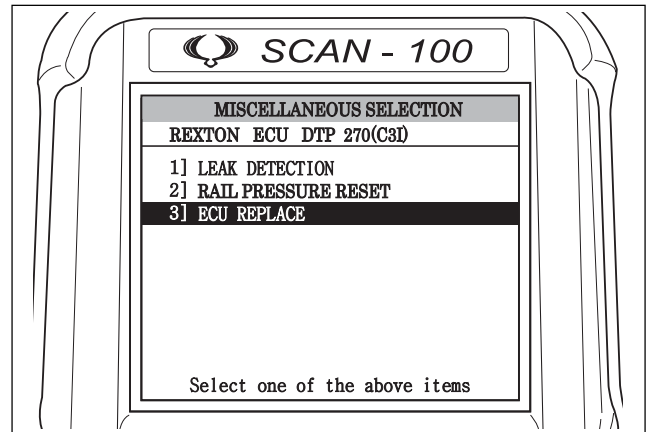 SCAN - 100
MISCELLANEOUS SELECTION
REXTON ECU DTP 270(C3I)
1] LEAK DETECTION
2] RAIL PRESSURE RESET
3] ECU REPLACE
Select one of the above items